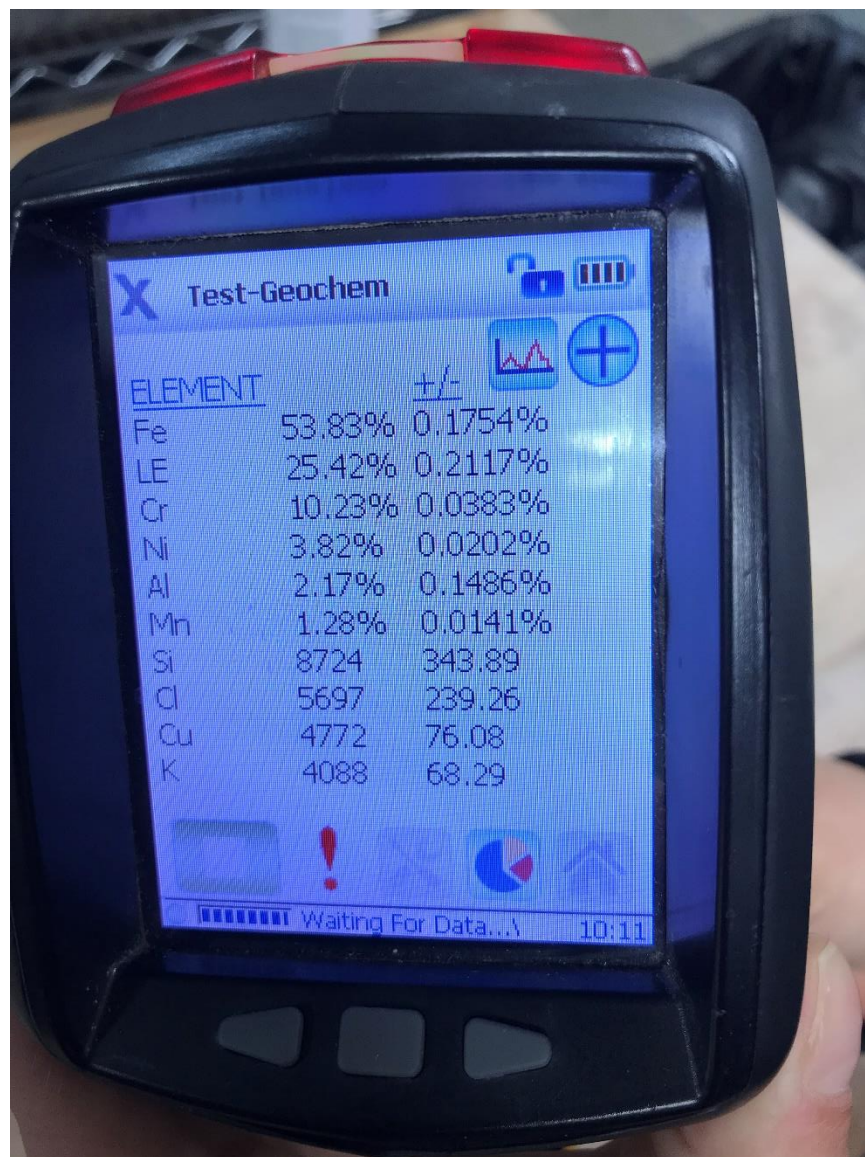 X Test-Geochem
ELEMENT +/-
Fe 53.83% 0.1754%
LE 25.42% 0.2117%
Cr 10.23% 0.0383%
Ni 3.82% 0.0202%
Al 2.17% 0.1486%
Mn 1.28% 0.0141%
Si 8724 343.89
Cl 5697 239.26
Cu 4772 76.08
K 4088 68.29
Waiting For Data...\ 10:11